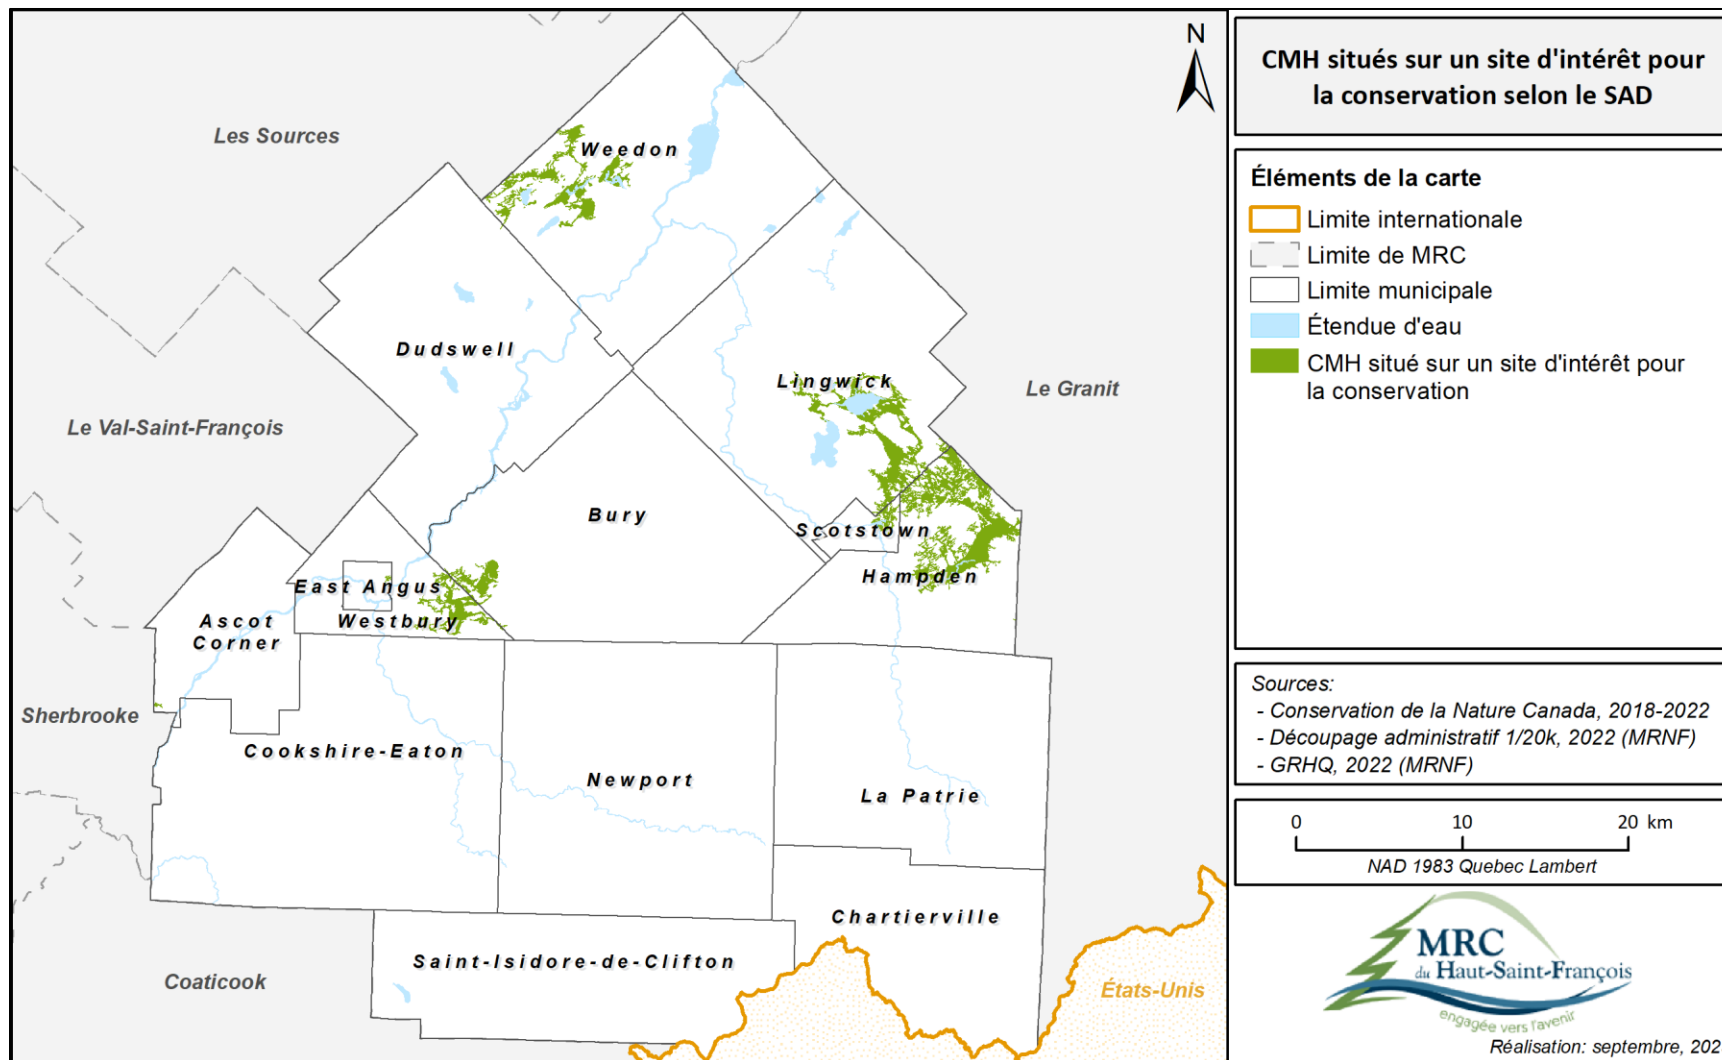 N
Les Sources
Weedon
Dudswell
Lingwick
Le Granit
Le Val-Saint-François
Bury
Scotstown
Hampden
East Angus
Westbury
Ascot
Corner
Sherbrooke
Cookshire-Eaton
Newport
La Patrie
Chartierville
Saint-Isidore-de-Clifton
Coaticook
États-Unis
CMH situés sur un site d'intérêt pour
la conservation selon le SAD
Éléments de la carte
Limite internationale
Limite de MRC
Limite municipale
Étendue d'eau
CMH situé sur un site d'intérêt pour
la conservation
Sources:
- Conservation de la Nature Canada, 2018-2022
- Découpage administratif 1/20k, 2022 (MRNF)
- GRHQ, 2022 (MRNF)
0 10 20 km
NAD 1983 Quebec Lambert
MRC
du Haut-Saint-François
engagée vers l'avenir
Réalisation: septembre, 202